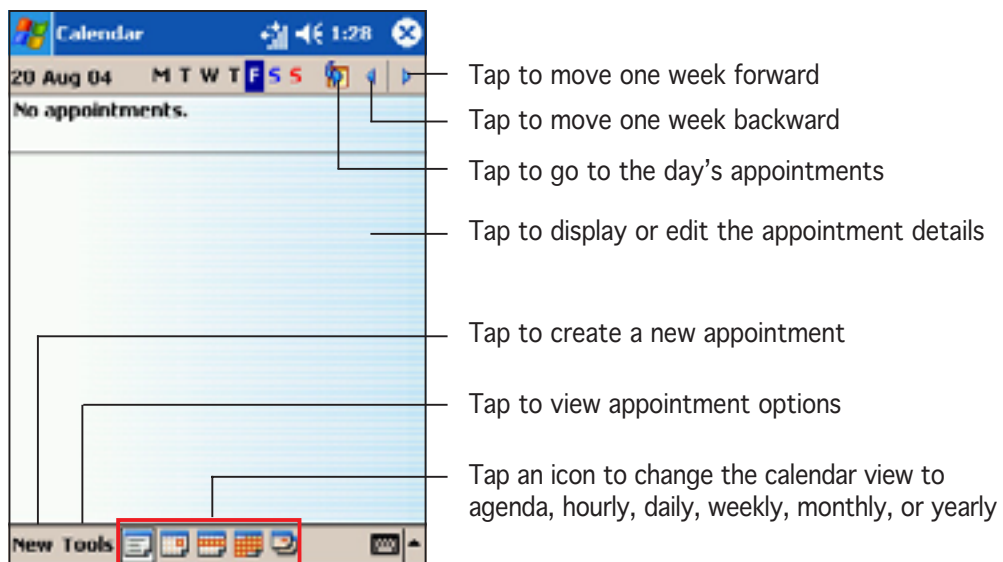 Calendar 1:28
20 Aug 04 M T W T F S S
No appointments.
Tap to move one week forward
Tap to move one week backward
Tap to go to the day's appointments
Tap to display or edit the appointment details
Tap to create a new appointment
Tap to view appointment options
Tap an icon to change the calendar view to
agenda, hourly, daily, weekly, monthly, or yearly
New Tools